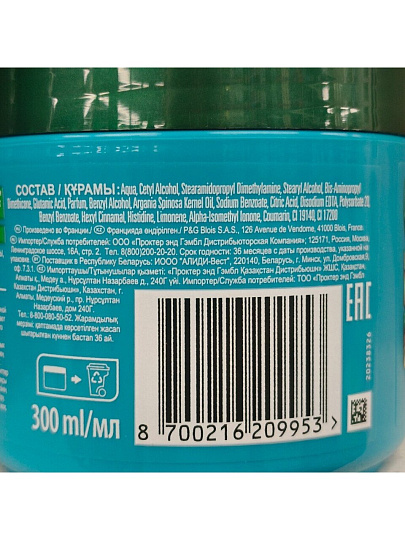 СОСТАВ / ҚҰРАМЫ: Aqua, Cetyl Alcohol, Stearamidopropyl Dimethylamine, Stearyl Alcohol, Bis-Aminopropyl
Dimethicone, Glutamic Acid, Parfum, Benzyl Alcohol, Argania Spinosa Kernel Oil, Sodium Benzoate, Citric Acid, Disodium EDTA, Polysorbate 20,
Benzyl Benzoate, Hexyl Cinnamal, Histidine, Limonene, Alpha-Isomethyl Ionone, Coumarin, CI 19140, CI 17200
Произведено во Франции. / Францияда өндірілген. / P&G Blois S.A.S., 126 Avenue de Vendome, 41000 Blois, France.
Импортер/Служба потребителей: ООО «Проктер энд Гэмбл Дистрибьюторская Компания»; 125171, Россия, Москва,
Ленинградское шоссе, 16А, стр. 2. Тел. 8(800)200-20-20. Срок годности: 36 месяцев с даты производства, указанной на
Поставщик в Республику Беларусь: ИООО "АЛИДИ-Вест", 220140, Беларусь, г. Минск, ул. Домбровская, 9,
оф. 7.3.1. Импорттаушы/Тұтынушылар қызметі: «Проктер энд Гэмбл Қазақстан Дистрибьюшн» ЖШС, Қазақстан,
Алматы қ., Медеу а., Нұрсұлтан Назарбаев д., 240Г үйі. Импортер/Служба потребителей: ТОО «Проктер энд Гэмбл
Казахстан Дистрибьюшн», Казахстан,
Алматы, Медеуский р., пр. Нұрсұлтан
Назарбаев, дом 240Г.
Тел.: 8-800-080-50-52. Жарамдылық
мерзімі: қаптамада көрсетілген жасап
шығарылған күннен бастап 36 ай.
EAC
300 ml/мл
8 700216 209953 >